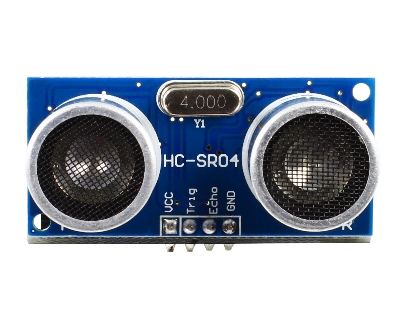 4.000
Y1
HC-SR04
VCC
Trig
Echo
GND
R